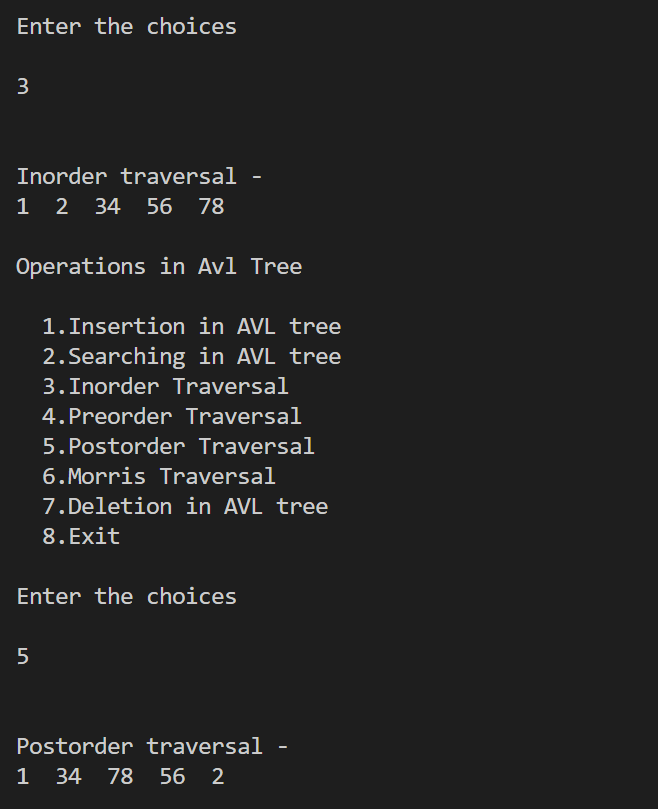 Enter the choices
3
Inorder traversal -
1  2  34  56  78
Operations in Avl Tree
1.Insertion in AVL tree
2.Searching in AVL tree
3.Inorder Traversal
4.Preorder Traversal
5.Postorder Traversal
6.Morris Traversal
7.Deletion in AVL tree
8.Exit
Enter the choices
5
Postorder traversal -
1  34  78  56  2